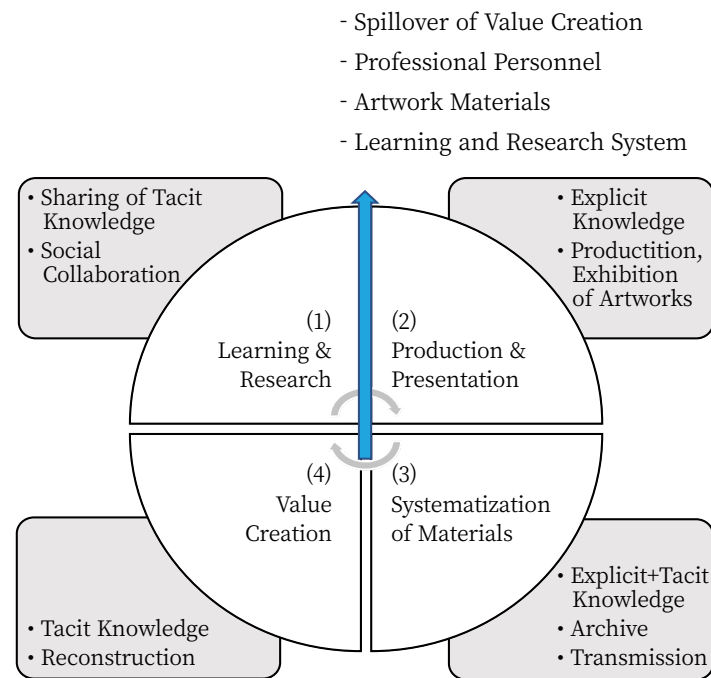 - Spillover of Value Creation
- Professional Personnel
- Artwork Materials
- Learning and Research System
• Sharing of Tacit
Knowledge
• Social
Collaboration
• Explicit
Knowledge
• Productition,
Exhibition
of Artworks
(1)
Learning &
Research
(2)
Production &
Presentation
(4)
Value
Creation
(3)
Systematization
of Materials
• Tacit Knowledge
• Reconstruction
• Explicit+Tacit
Knowledge
• Archive
• Transmission